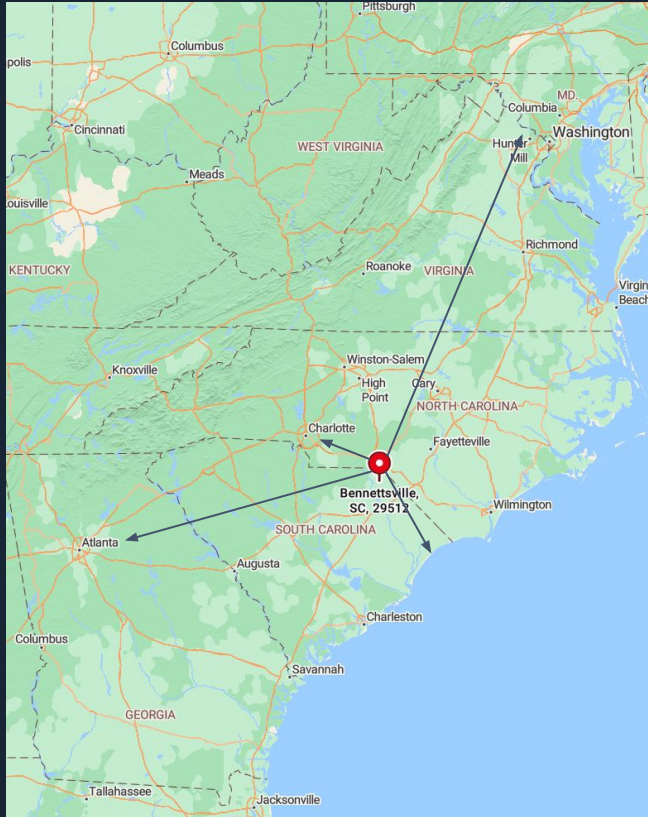 Pittsburgh
Columbus
polis
MD.
Columbia
Cincinnati
Washington
Hunter
Mill
WEST VIRGINIA
Meads
ouisville
Richmond
KENTUCKY
Roanoke
VIRGINIA
Virgin
Beach
Winston-Salem
Knoxville
High
Point
Cary
NORTH CAROLINA
Charlotte
Fayetteville
Bennettsville,
SC, 29512
Wilmington
SOUTH CAROLINA
Atlanta
Augusta
Charleston
Columbus
Savannah
GEORGIA
Tallahassee
Jacksonville